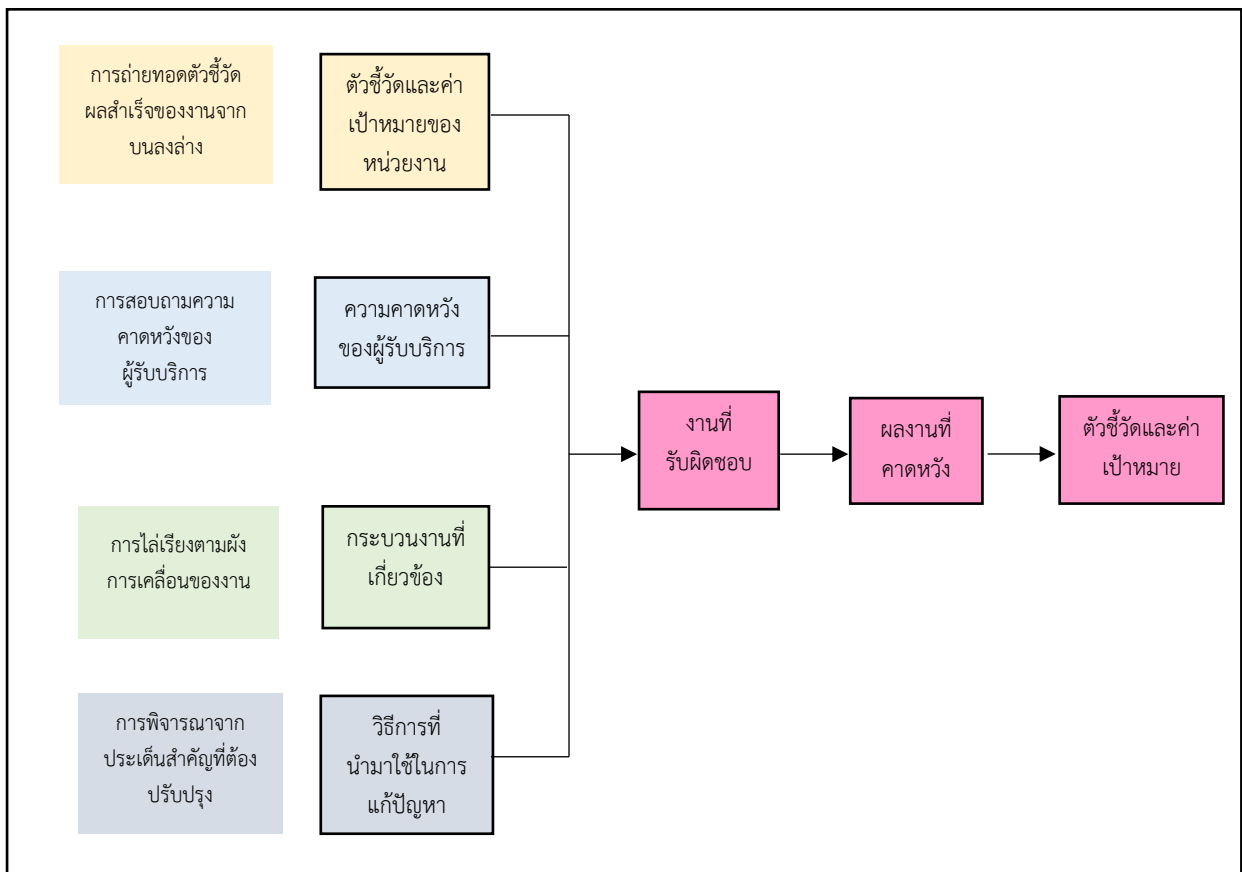 การถ่ายทอดตัวชี้วัด
ผลสำเร็จของงานจาก
บนลงล่าง
ตัวชี้วัดและค่า
เป้าหมายของ
หน่วยงาน
การสอบถามความ
คาดหวังของ
ผู้รับบริการ
ความคาดหวัง
ของผู้รับบริการ
งานที่
รับผิดชอบ
ผลงานที่
คาดหวัง
ตัวชี้วัดและค่า
เป้าหมาย
การไล่เรียงตามผัง
การเคลื่อนของงาน
กระบวนงานที่
เกี่ยวข้อง
การพิจารณาจาก
ประเด็นสำคัญที่ต้อง
ปรับปรุง
วิธีการที่
นำมาใช้ในการ
แก้ปัญหา